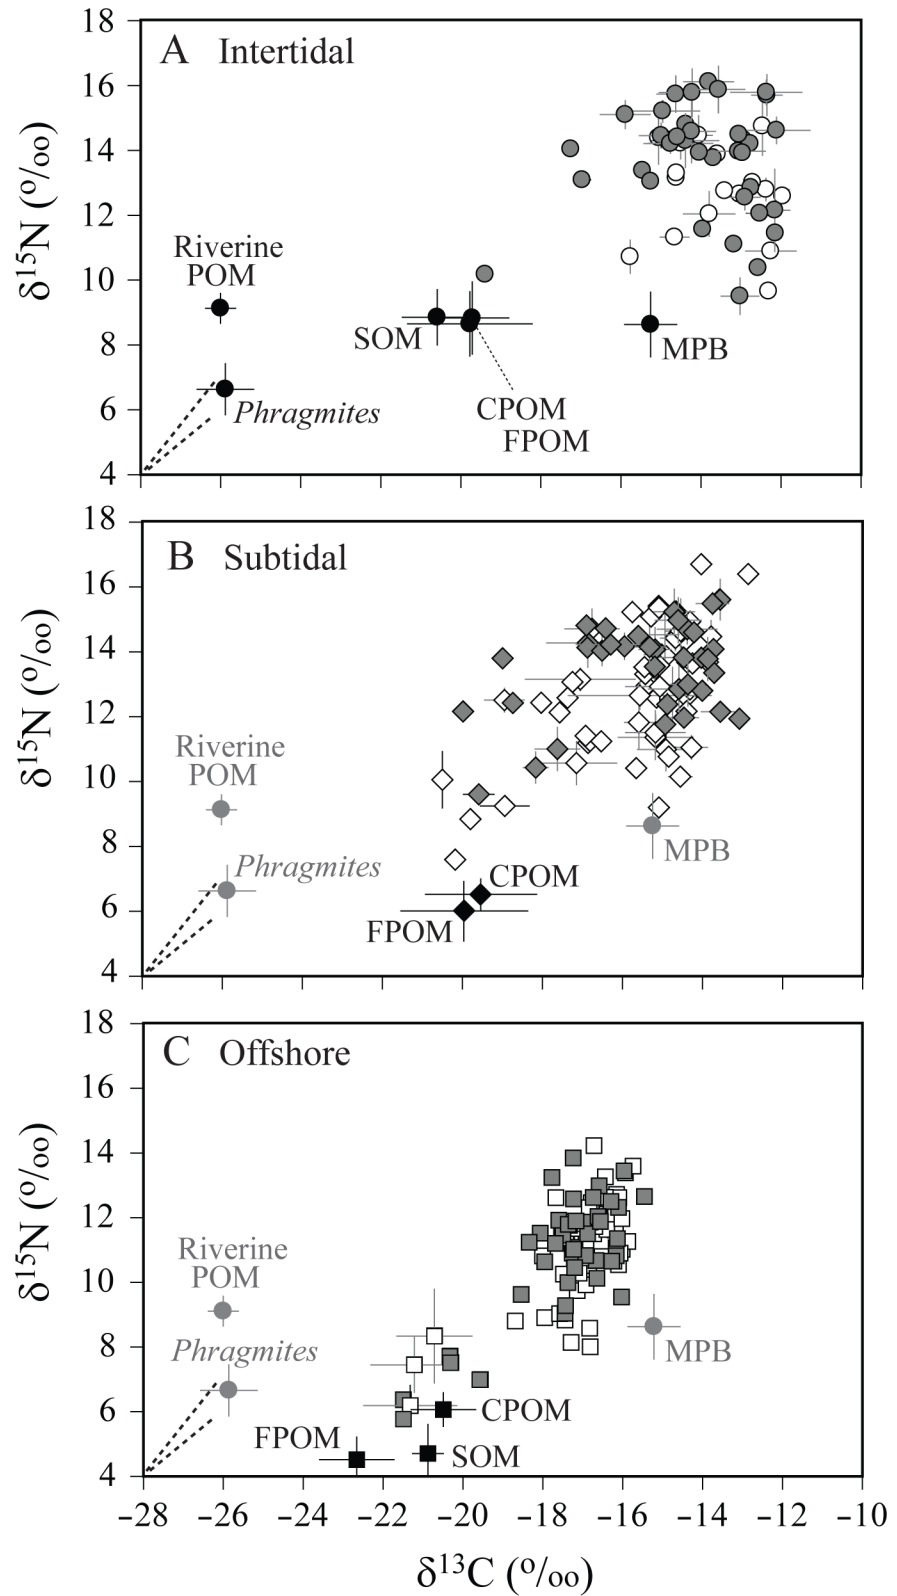 18
A Intertidal
16
14
12
10
8
6
4
δ15N (o/oo)
Riverine
POM
SOM
MPB
CPOM
FPOM
Phragmites
18
B Subtidal
16
14
12
10
8
6
4
δ15N (o/oo)
Riverine
POM
Phragmites
MPB
CPOM
FPOM
18
C Offshore
16
14
12
10
8
6
4
δ15N (o/oo)
Riverine
POM
Phragmites
MPB
CPOM
FPOM
SOM
-28 -26 -24 -22 -20 -18 -16 -14 -12 -10
δ13C (o/oo)